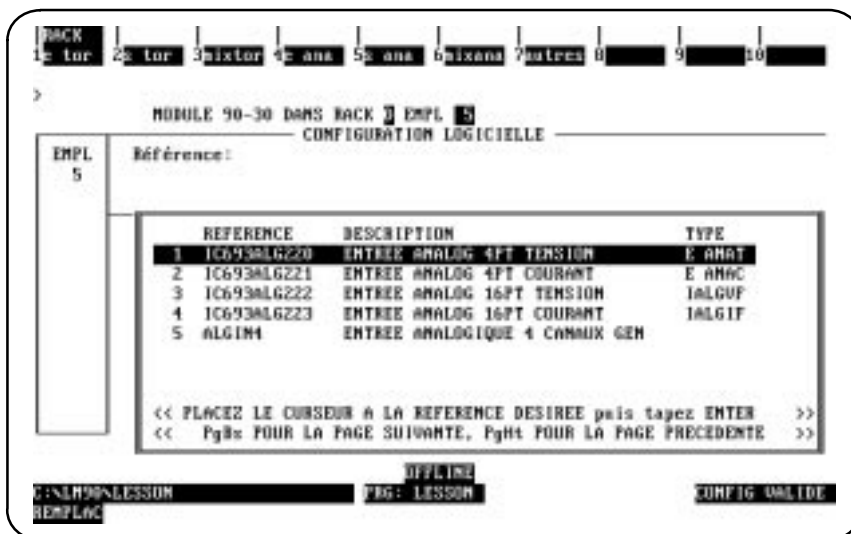 RACK
1e tor 2s tor 3mixtor 4e ana 5s ana 6mixana 7autres 8 9 10
>
MODULE 90-30 DANS RACK 0 EMPL 5
CONFIGURATION LOGICIELLE
EMPL Référence:
5
REFERENCE DESCRIPTION TYPE
1 IC693ALG220 ENTREE ANALOG 4PT TENSION E ANAT
2 IC693ALG221 ENTREE ANALOG 4PT COURANT E ANAC
3 IC693ALG222 ENTREE ANALOG 16PT TENSION IALGVF
4 IC693ALG223 ENTREE ANALOG 16PT COURANT IALGIF
5 ALGIN4 ENTREE ANALOGIQUE 4 CANAUX GEN
<< PLACEZ LE CURSEUR A LA REFERENCE DESIREE puis tapez ENTER >>
<< PgBs POUR LA PAGE SUIVANTE, PgHt POUR LA PAGE PRECEDENTE >>
OFFLINE
C:\LM90\LESSON PRG: LESSON CONFIG VALIDE
REMPLAC